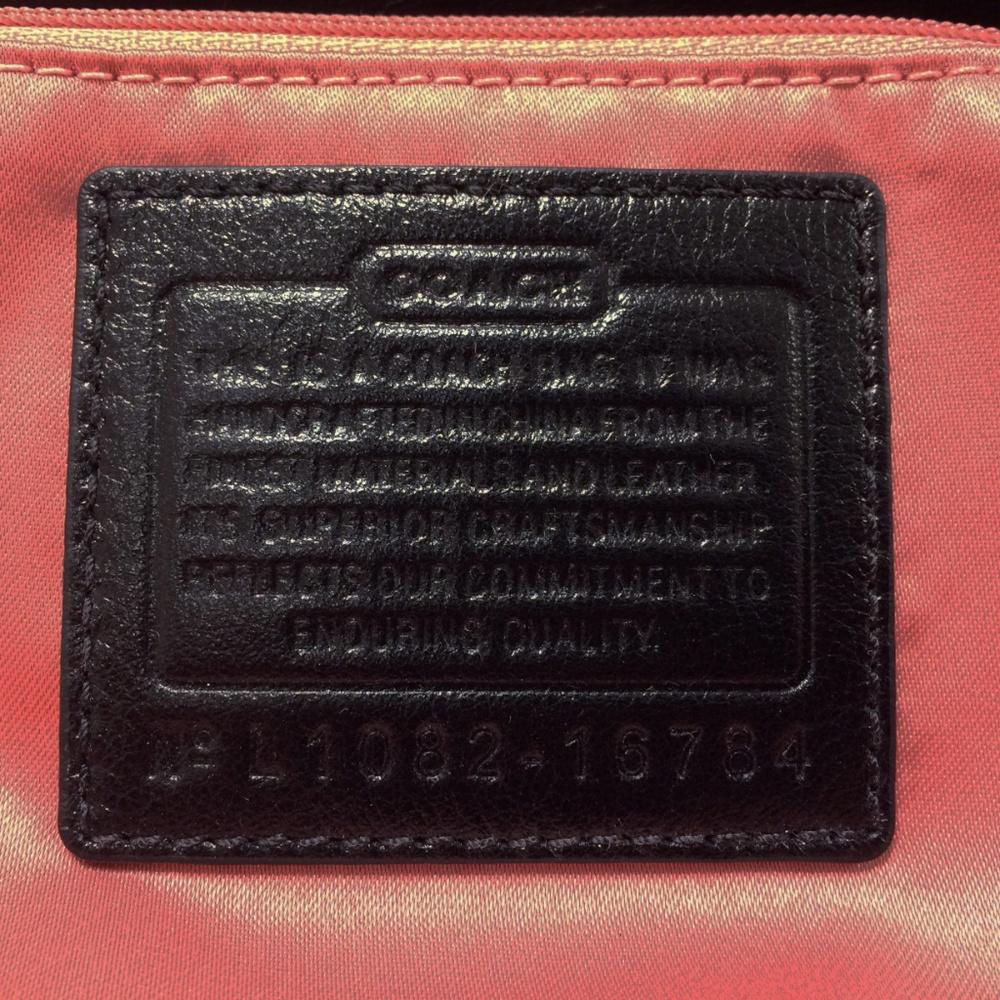 COACH
THIS IS A COACH BAG. IT WAS
HANDCRAFTED IN CHINA FROM THE
FINEST MATERIALS AND LEATHER.
ITS SUPERIOR CRAFTSMANSHIP
REFLECTS OUR COMMITMENT TO
ENDURING QUALITY.
Nº L1082-16784